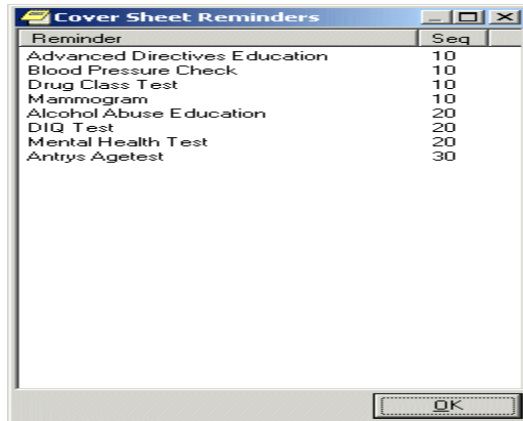 Cover Sheet Reminders
Reminder Seq
Advanced Directives Education 10
Blood Pressure Check 10
Drug Class Test 10
Mammogram 10
Alcohol Abuse Education 20
DIQ Test 20
Mental Health Test 20
Antrys Agetest 30
OK